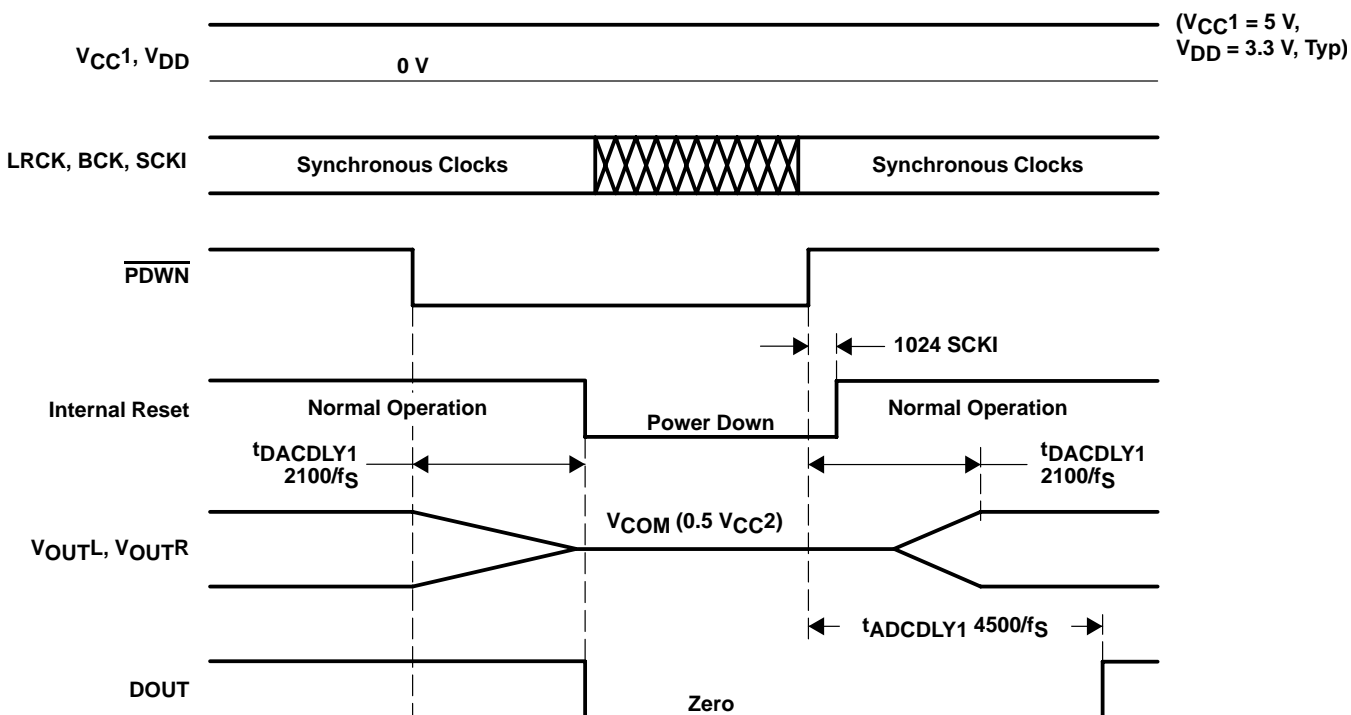 (VCC1 = 5 V,
VDD = 3.3 V, Typ)
VCC1, VDD
0 V
LRCK, BCK, SCKI
Synchronous Clocks
Synchronous Clocks
PDWN
1024 SCKI
Internal Reset
Normal Operation
Power Down
Normal Operation
tDACDLY1
2100/fS
tDACDLY1
2100/fS
VCOM (0.5 VCC2)
VOUTL, VOUTR
tADCDLY1 4500/fS
DOUT
Zero